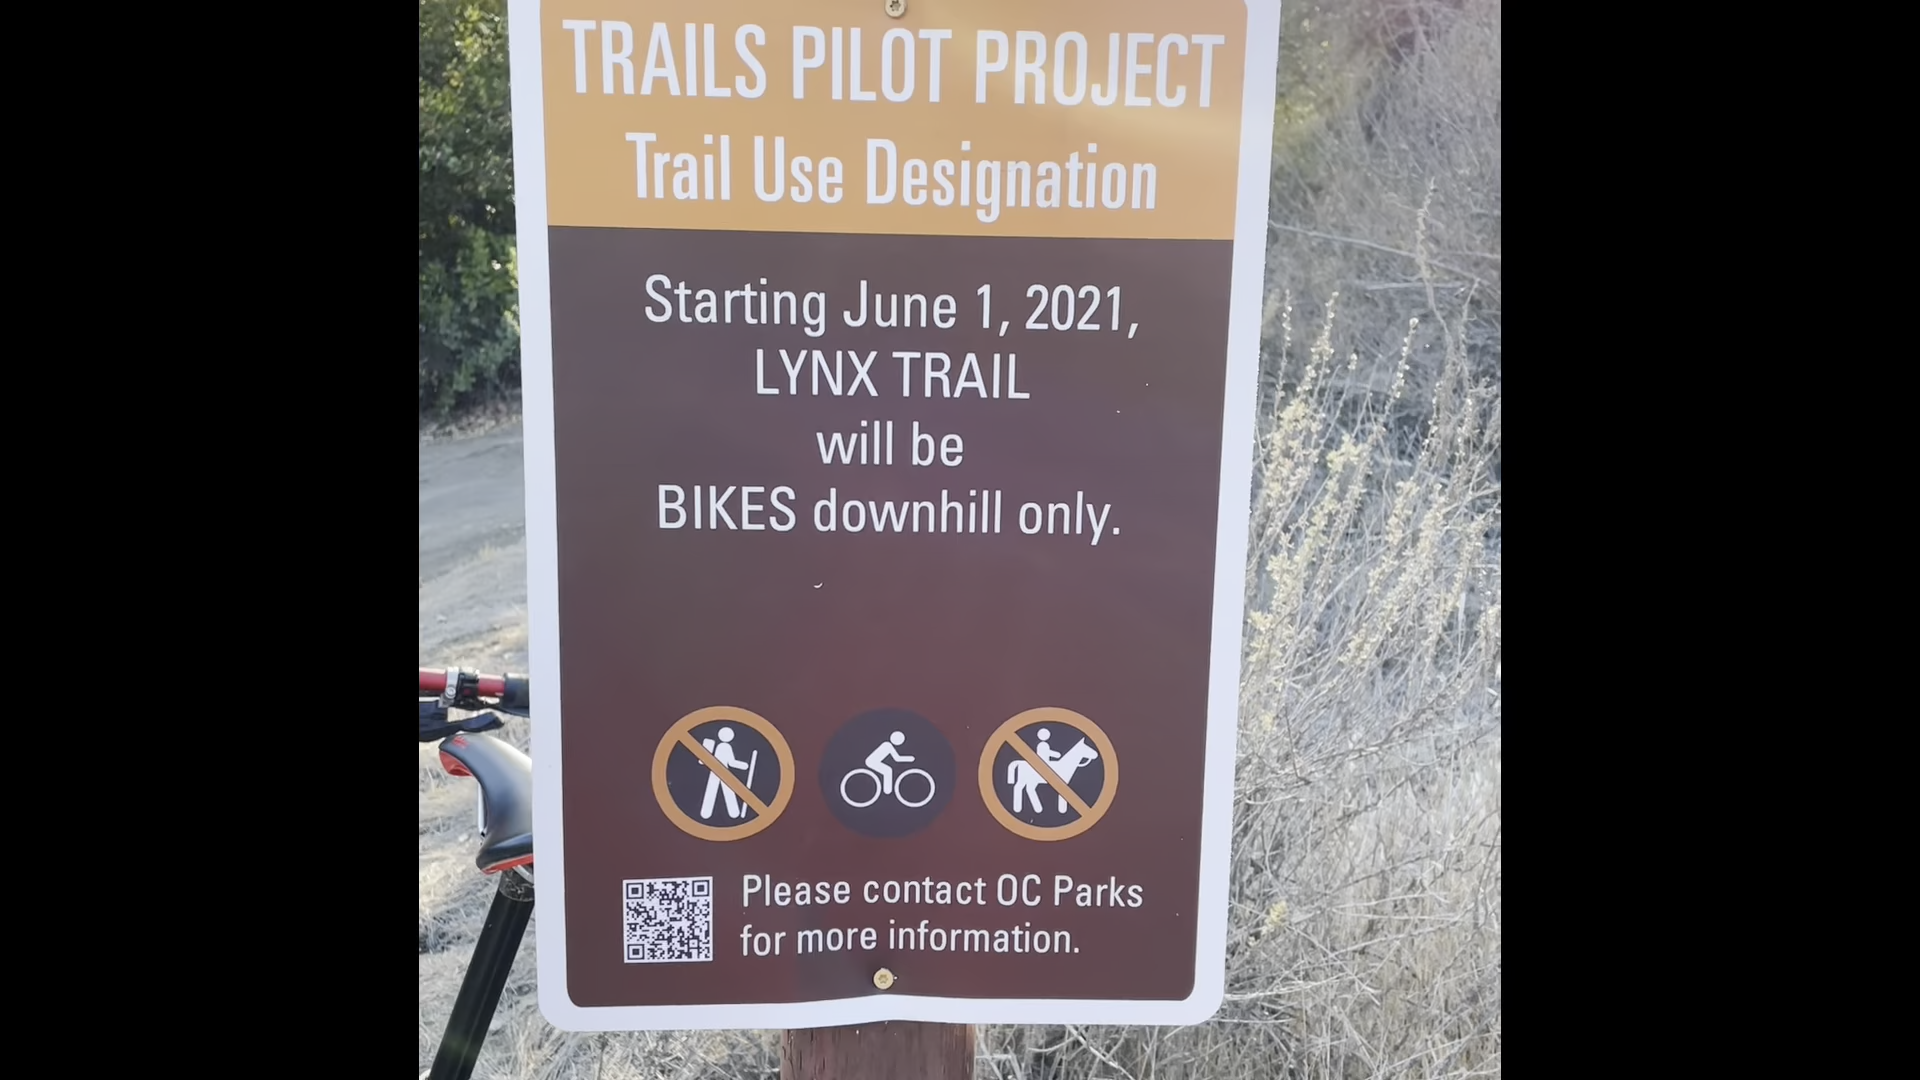 TRAILS PILOT PROJECT
Trail Use Designation
Starting June 1, 2021,
LYNX TRAIL
will be
BIKES downhill only.
Please contact OC Parks
for more information.